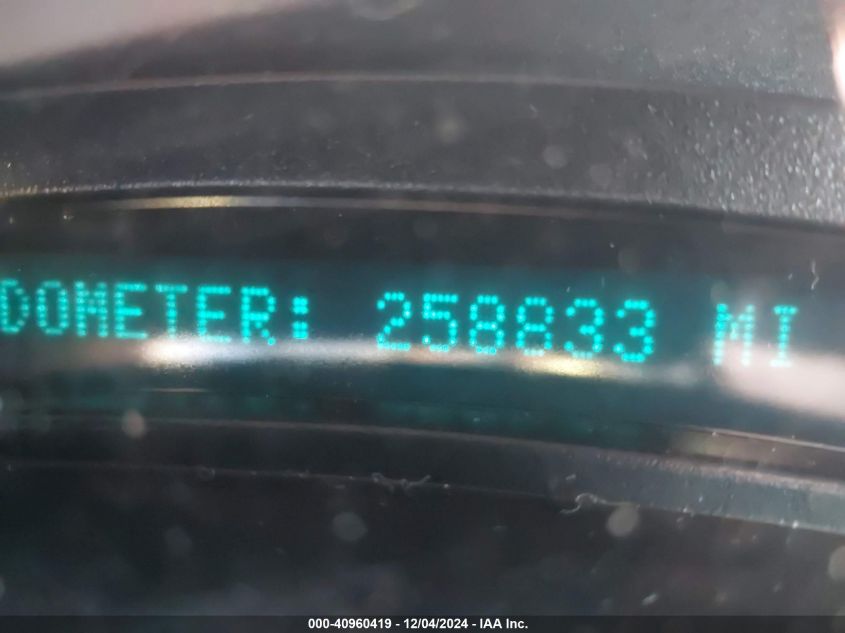 DOMETER: 258833 MI
000-40960419 - 12/04/2024 - IAA Inc.